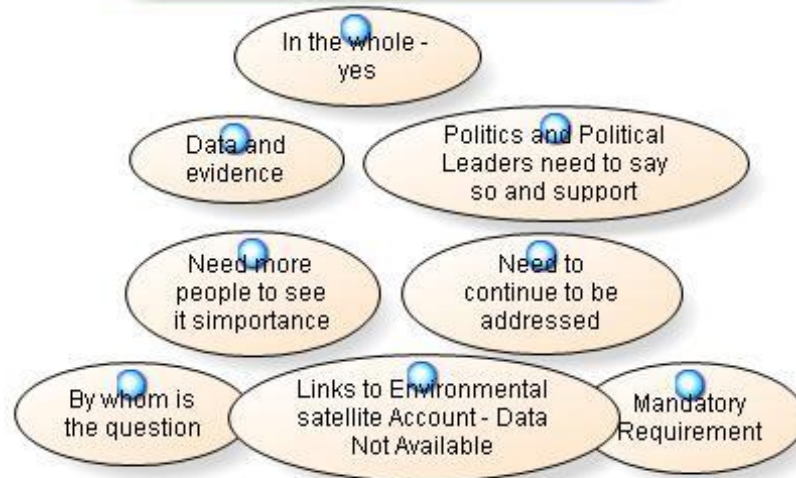 In the whole -
yes
Data and
evidence
Politics and Political
Leaders need to say
so and support
Need more
people to see
it simportance
Need to
continue to be
addressed
By whom is
the question
Links to Environmental
satellite Account - Data
Not Available
Mandatory
Requirement